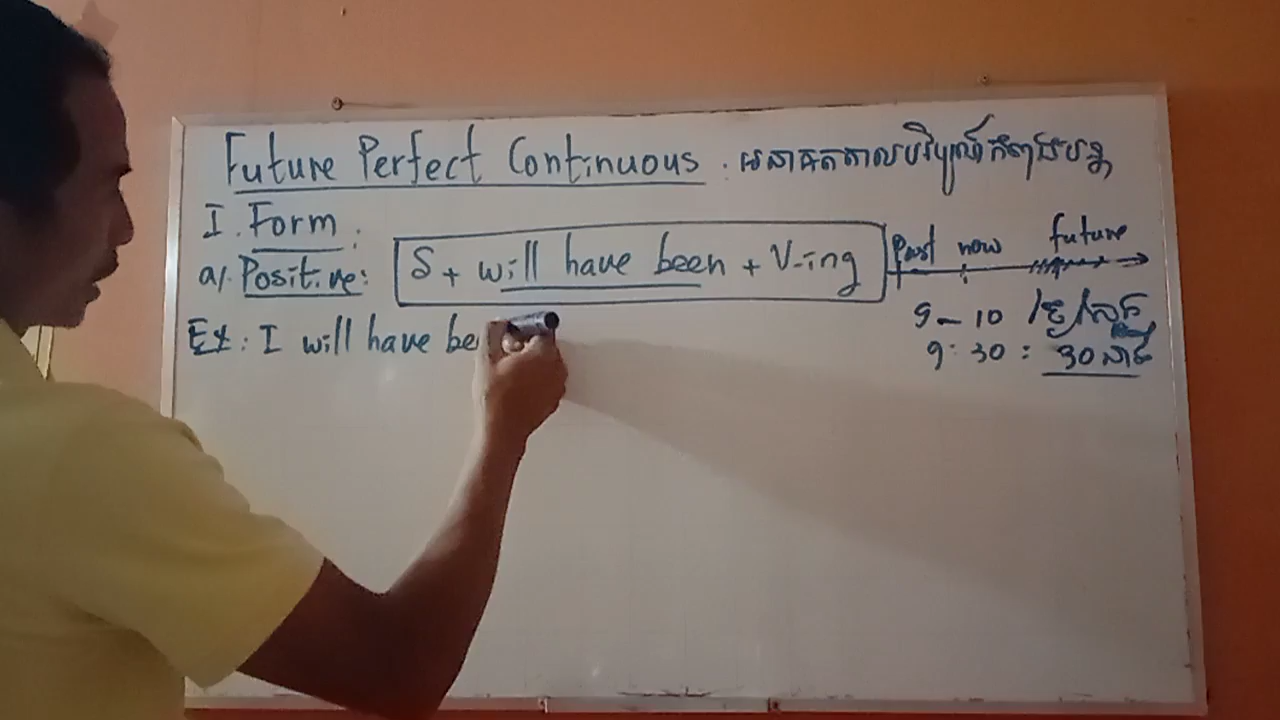 Future Perfect Continuous : អនាគតកាលបរិបូរណ៍កំពុងបន្ត
I. Form :
a/. Positive: S + will have been + V-ing
Past now future
Ex: I will have be
9 - 10
9: 30 : 30 នាទី